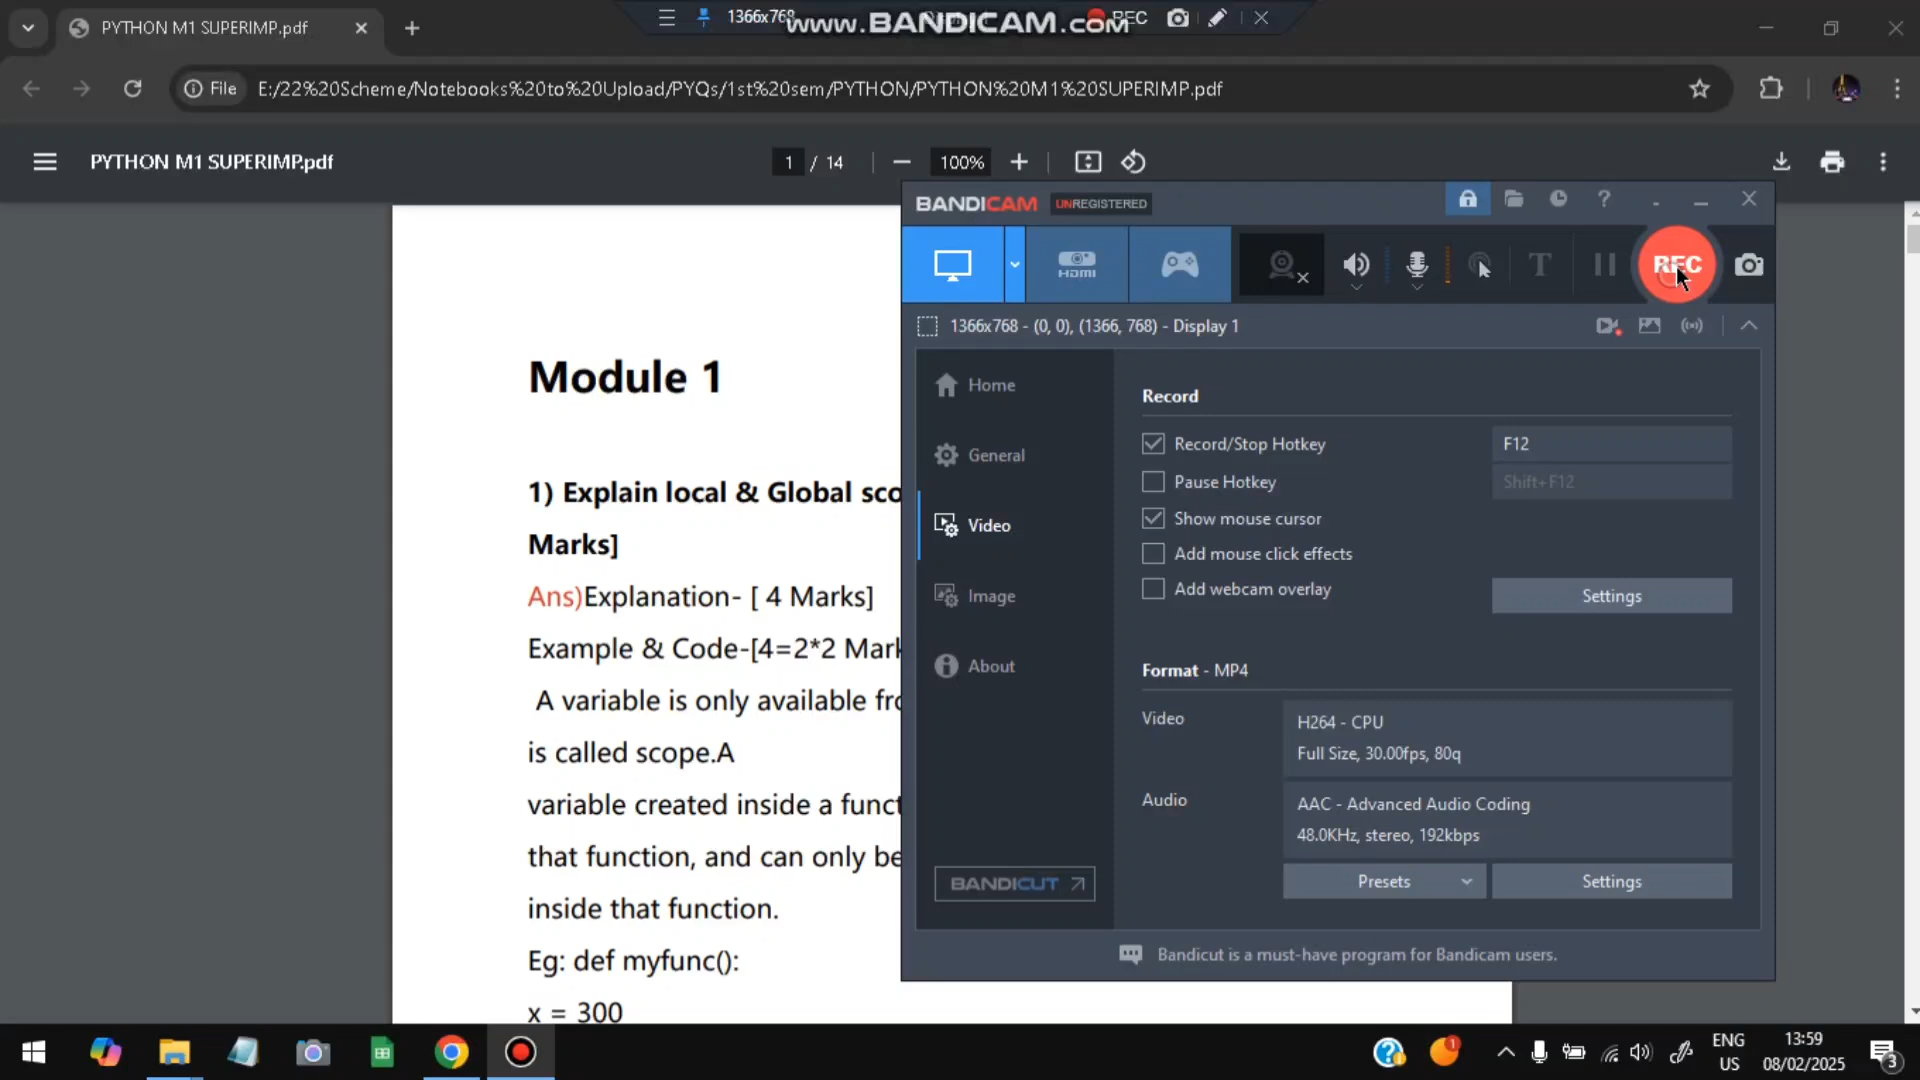 PYTHON M1 SUPERIMP.pdf
1366x768
www.BANDICAM.com
REC
File
E:/22%20Scheme/Notebooks%20to%20Upload/PYQs/1st%20sem/PYTHON/PYTHON%20M1%20SUPERIMP.pdf
PYTHON M1 SUPERIMP.pdf
1 / 14
100%
BANDICAM UNREGISTERED
HDMI
T
REC
1366x768 - (0, 0), (1366, 768) - Display 1
Home
General
Video
Image
About
BANDICUT
Record
Record/Stop Hotkey F12
Pause Hotkey Shift+F12
Show mouse cursor
Add mouse click effects
Add webcam overlay
Settings
Format - MP4
Video
H264 - CPU
Full Size, 30.00fps, 80q
Audio
AAC - Advanced Audio Coding
48.0KHz, stereo, 192kbps
Presets
Settings
Bandicut is a must-have program for Bandicam users.
Module 1
1) Explain local & Global
Marks]
Ans)Explanation- [ 4 Marks]
Example & Code-[4=2*2
A variable is only available
is called scope.A
variable created inside a
that function, and can only be
inside that function.
Eg: def myfunc():
x = 300
1
ENG
US
13:59
08/02/2025
3